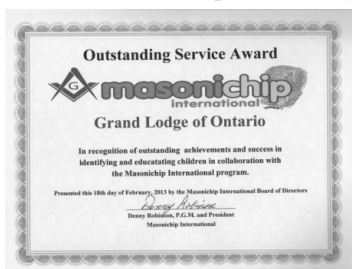 Outstanding Service Award
masonichip
international
Grand Lodge of Ontario
In recognition of outstanding achievements and success in
identifying and educatating children in collaboration with
the Masonichip International program.
Presented this 18th day of February, 2013 by the Masonichip International Board of Directors
Denny Robinson
Denny Robinson, P.G.M. and President
Masonichip International